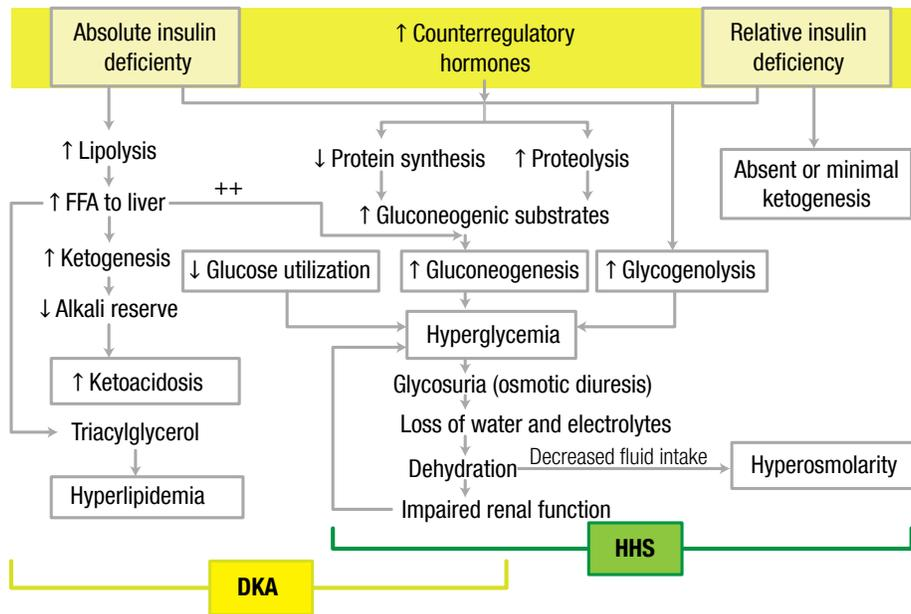 Absolute insulin
deficienty
↑ Counterregulatory
hormones
Relative insulin
deficiency
↑ Lipolysis
↓ Protein synthesis
↑ Proteolysis
Absent or minimal
ketogenesis
++
↑ FFA to liver
↑ Gluconeogenic substrates
↑ Ketogenesis
↓ Glucose utilization
↑ Gluconeogenesis
↑ Glycogenolysis
↓ Alkali reserve
Hyperglycemia
↑ Ketoacidosis
Glycosuria (osmotic diuresis)
Triacylglycerol
Loss of water and electrolytes
Dehydration
Decreased fluid intake
Hyperosmolarity
Hyperlipidemia
Impaired renal function
HHS
DKA